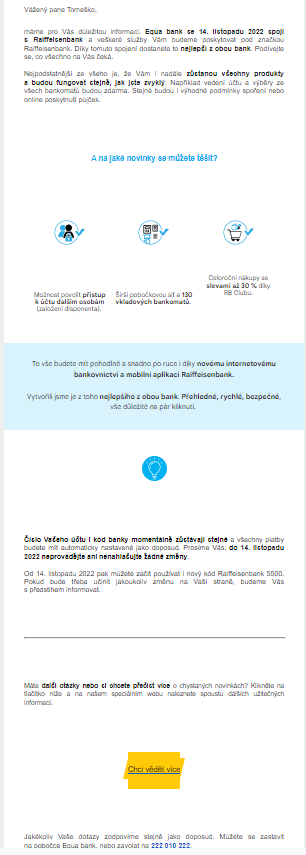 Vážený pane Tomeško,
máme pro Vás důležitou informaci. Equa bank se 14. listopadu 2022 spojí
s Raiffeisenbank a veškeré služby Vám budeme poskytovat pod značkou
Raiffeisenbank. Díky tomuto spojení dostanete to nejlepší z obou bank. Podívejte
se, co všechno na Vás čeká.
Nejpodstatnější ze všeho je, že Vám i nadále zůstanou všechny produkty
a budou fungovat stejně, jak jste zvyklý. Například vedení účtu a výběry ze
všech bankomatů budou zdarma. Stejné budou i výhodné podmínky spoření nebo
online poskytnutí půjček.
A na jaké novinky se můžete těšit?
Možnost povolit přístup
k účtu dalším osobám
(založení disponenta).
Širší pobočkovou síť a 130
vkladových bankomatů.
Celoroční nákupy se
slevami až 30 % díky
RB Clubu.
To vše budete mít pohodlně a snadno po ruce i díky novému internetovému
bankovnictví a mobilní aplikaci Raiffeisenbank.
Vytvořili jsme je z toho nejlepšího z obou bank. Přehledné, rychlé, bezpečné,
vše důležité na pár kliknutí.
Číslo Vašeho účtu i kód banky momentálně zůstávají stejné a všechny platby
budete mít automaticky nastavené jako doposud. Prosíme Vás, do 14. listopadu
2022 neprovádějte ani nenahlašujte žádné změny.
Od 14. listopadu 2022 pak můžete začít používat i nový kód Raiffeisenbank 5500.
Pokud bude třeba učinit jakoukoliv změnu na Vaší straně, budeme Vás
s předstihem informovat.
Máte další otázky nebo si chcete přečíst více o chystaných novinkách? Klikněte na
tlačítko níže a na našem speciálním webu naleznete spoustu dalších užitečných
informací.
Chci vědět více
Jakékoliv Vaše dotazy zodpovíme stejně jako doposud. Můžete se zastavit
na pobočce Equa bank, nebo zavolat na 222 010 222.